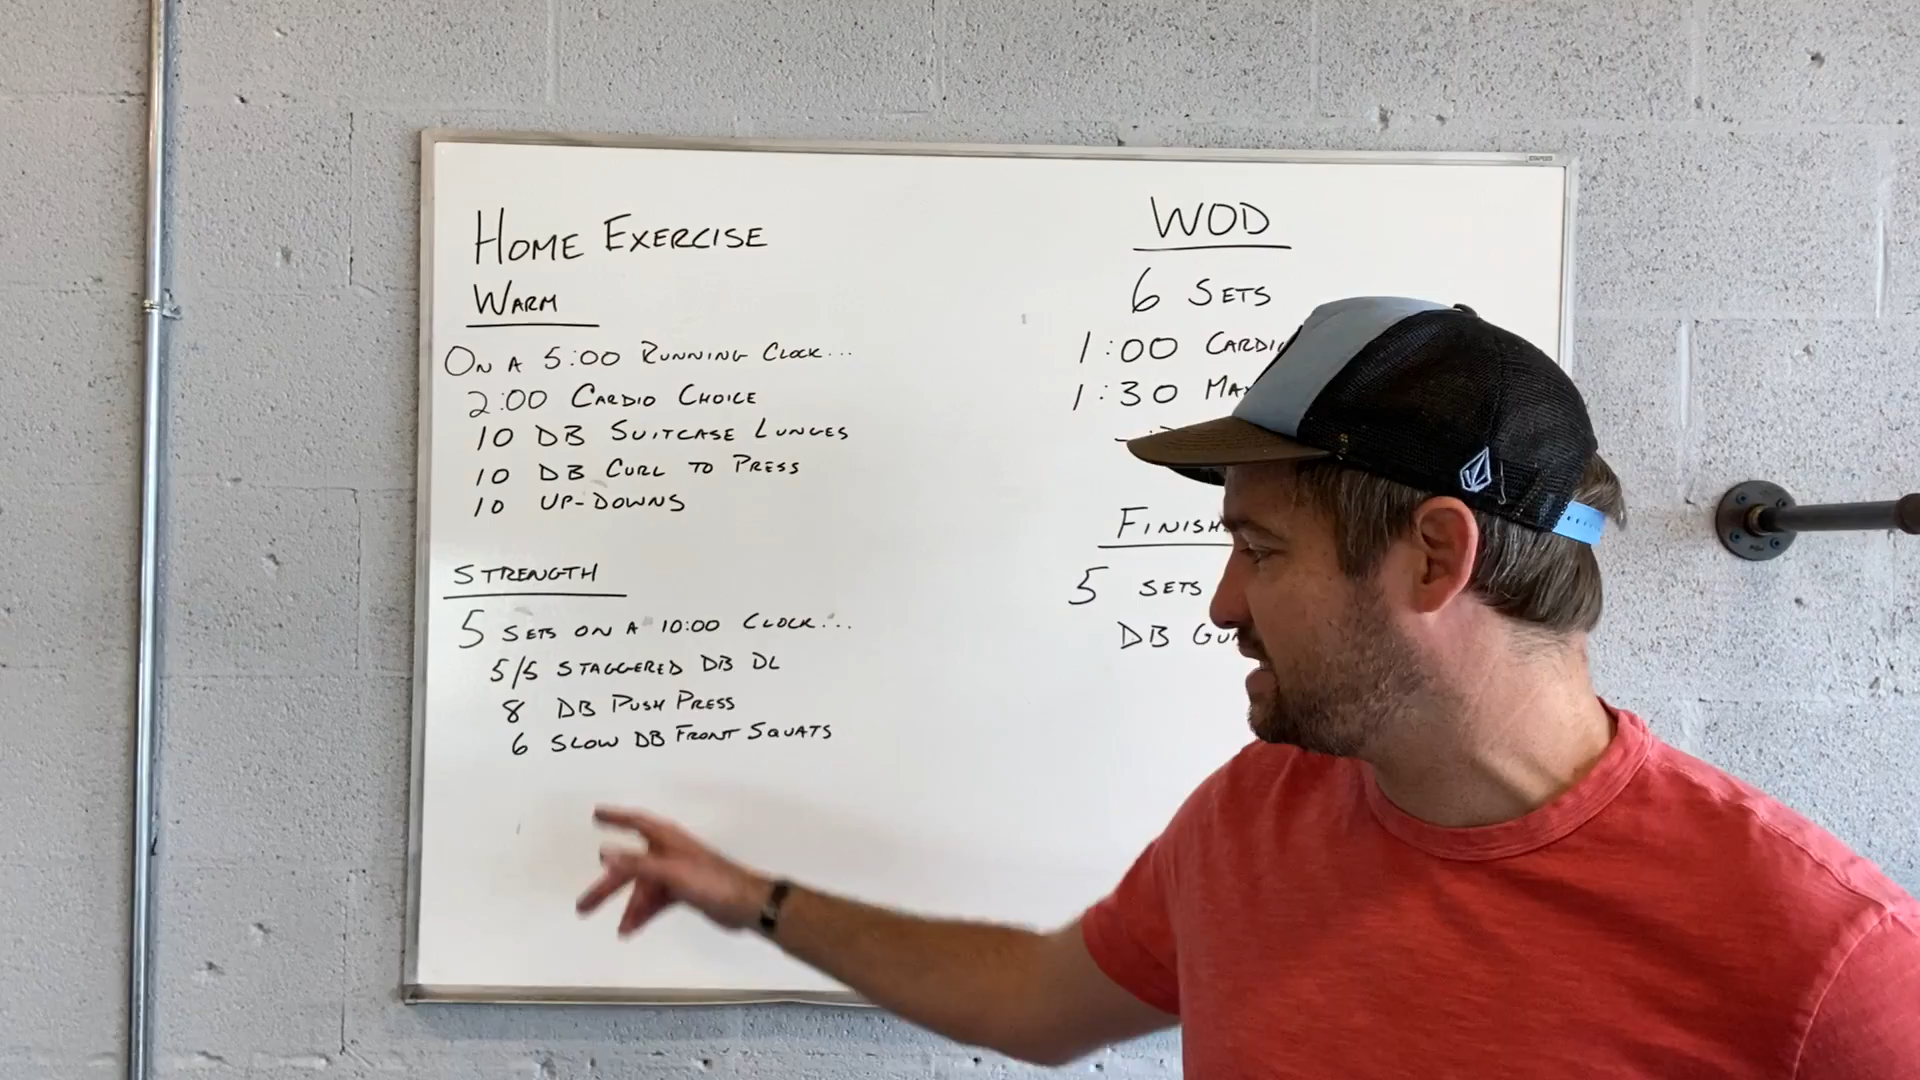 HOME EXERCISE
WARM
ON A 5:00 RUNNING CLOCK...
2:00 CARDIO CHOICE
10 DB SUITCASE LUNGES
10 DB CURL TO PRESS
10 UP-DOWNS
STRENGTH
5 SETS ON A 10:00 CLOCK...
5/5 STAGGERED DB DL
8 DB PUSH PRESS
6 SLOW DB FRONT SQUATS
WOD
6 SETS
1:00 CARDIO
1:30
FINISH
5 SETS
DB